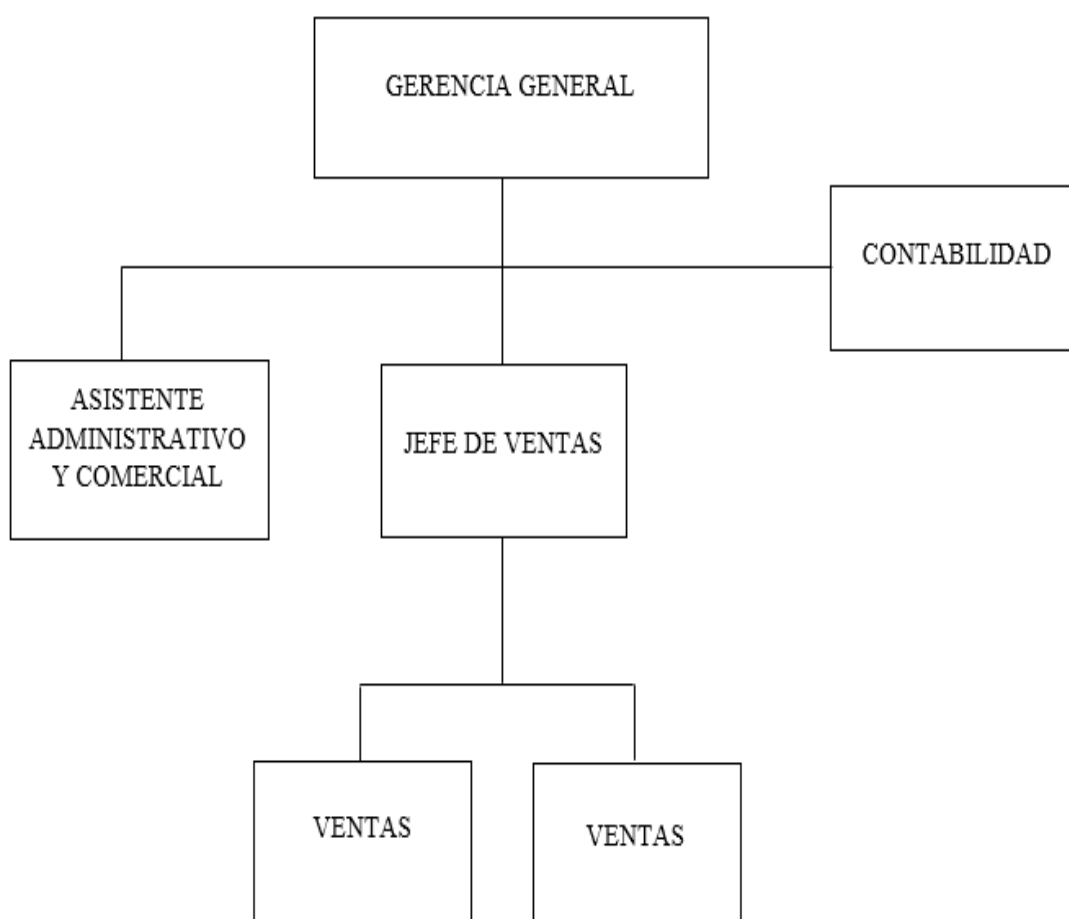 GERENCIA GENERAL
CONTABILIDAD
ASISTENTE
ADMINISTRATIVO
Y COMERCIAL
JEFE DE VENTAS
VENTAS
VENTAS